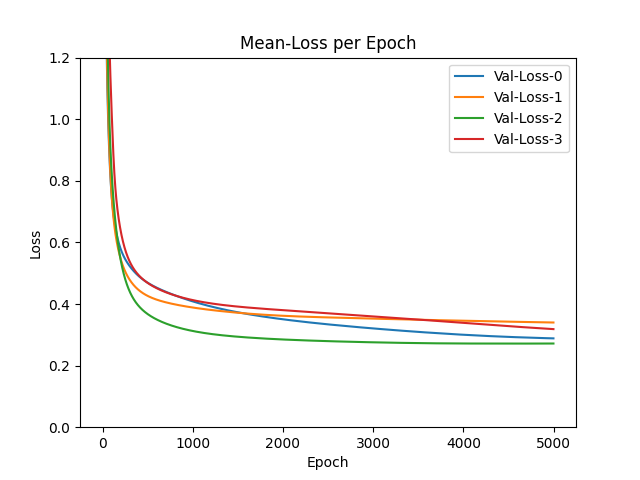 Mean-Loss per Epoch
1.2
1.0
0.8
0.6
0.4
0.2
0.0
Loss
Val-Loss-0
Val-Loss-1
Val-Loss-2
Val-Loss-3
0 1000 2000 3000 4000 5000
Epoch